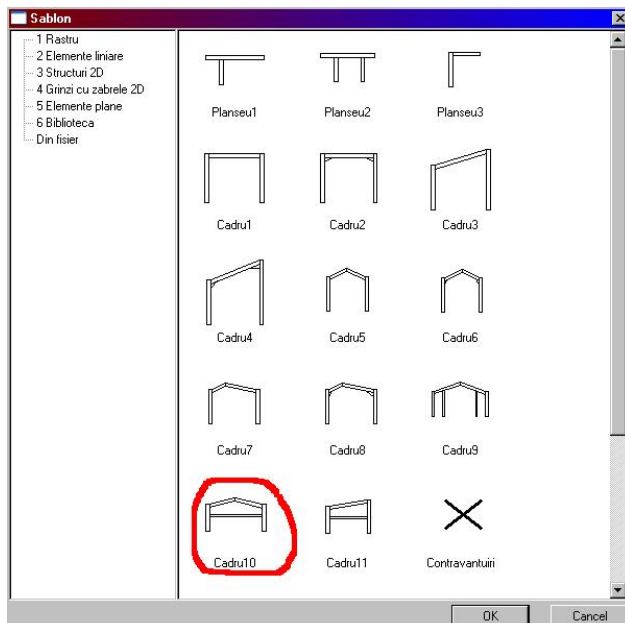 Sablon
1 Rastru
2 Elemente liniare
3 Structuri 2D
4 Grinzi cu zabrele 2D
5 Elemente plane
6 Biblioteca
Din fisier
Planseu1 Planseu2 Planseu3
Cadru1 Cadru2 Cadru3
Cadru4 Cadru5 Cadru6
Cadru7 Cadru8 Cadru9
Cadru10 Cadru11 Contravantuiri
OK Cancel